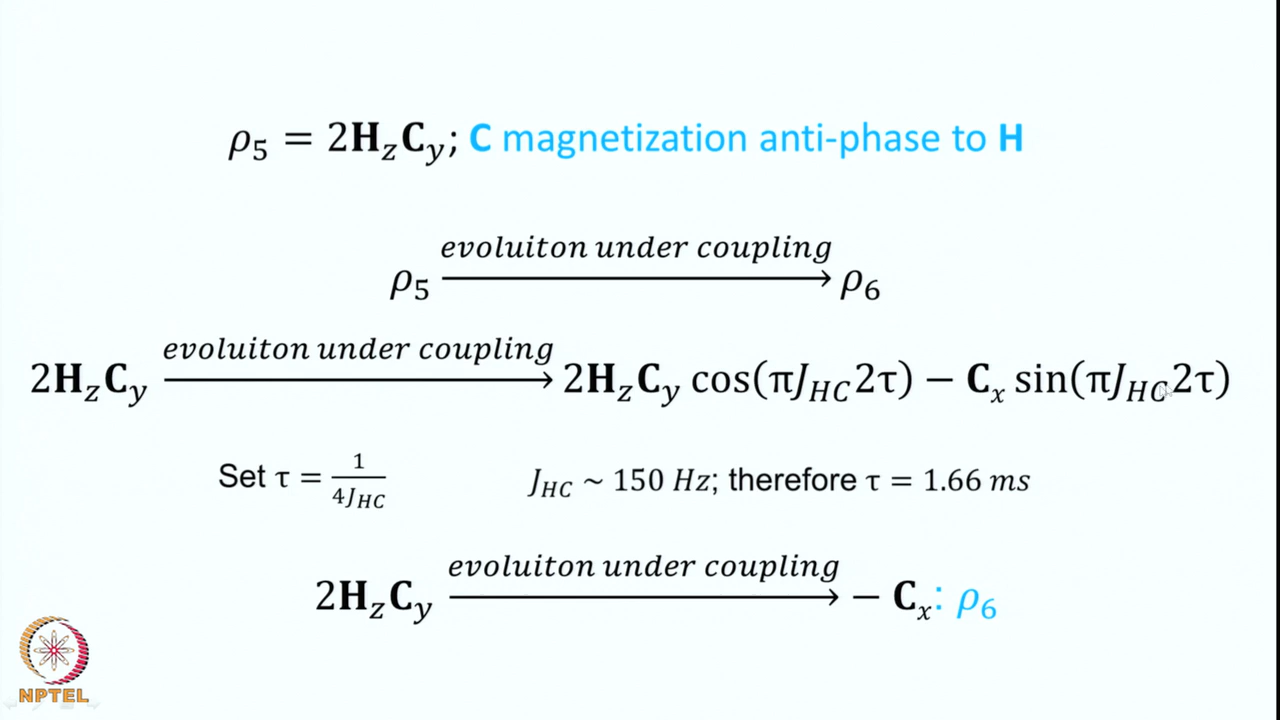 ρ₅ = 2H_zC_y; C magnetization anti-phase to H
evoluiton under coupling
ρ₅ → ρ₆
evoluiton under coupling
2H_zC_y → 2H_zC_y cos(πJ_HC2τ) − C_x sin(πJ_HC2τ)
Set τ = 1/4J_HC J_HC ~ 150 Hz; therefore τ = 1.66 ms
evoluiton under coupling
2H_zC_y → − C_x: ρ₆
NPTEL